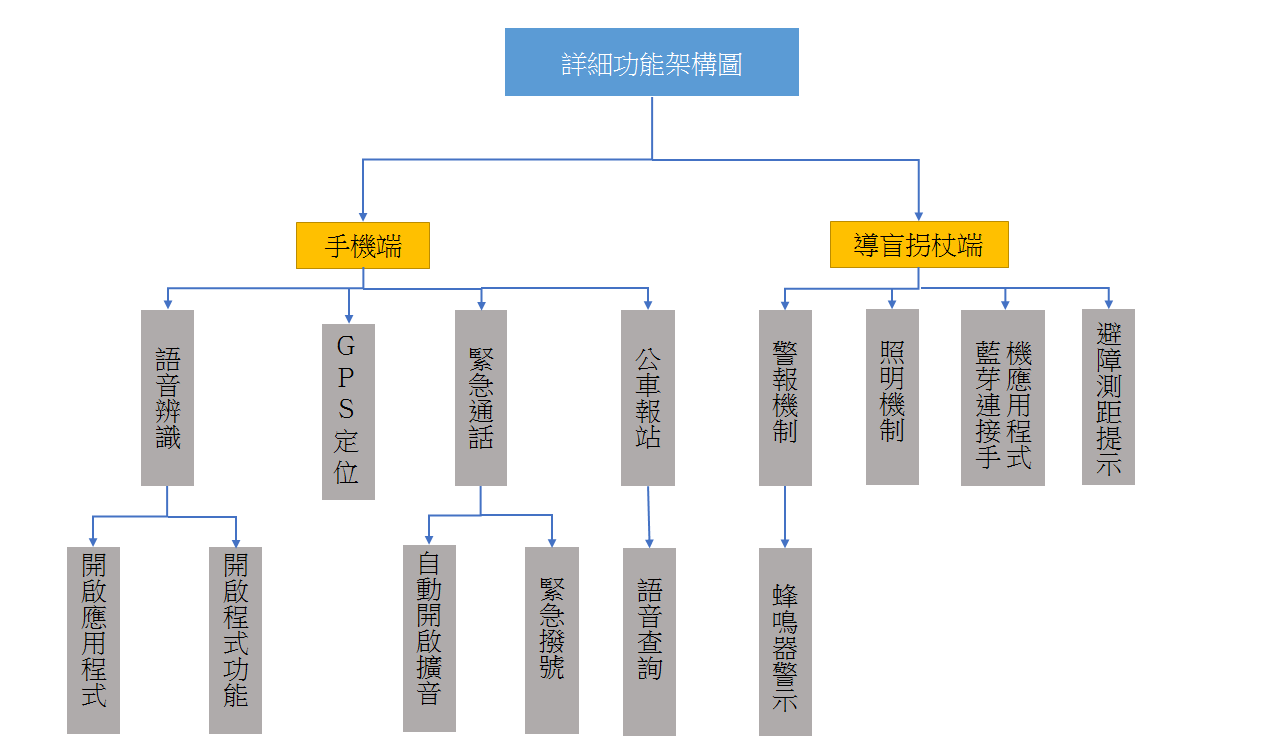 詳細功能架構圖
手機端
導盲拐杖端
語音辨識
GPS定位
緊急通話
公車報站
警報機制
照明機制
藍芽連接手
機應用程式
避障測距提示
開啟應用程式
開啟程式功能
自動開啟擴音
緊急撥號
語音查詢
蜂鳴器警示